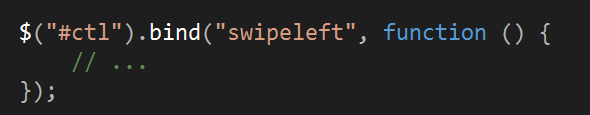 $("#ctl").bind("swipeleft", function () {
    // ...
});